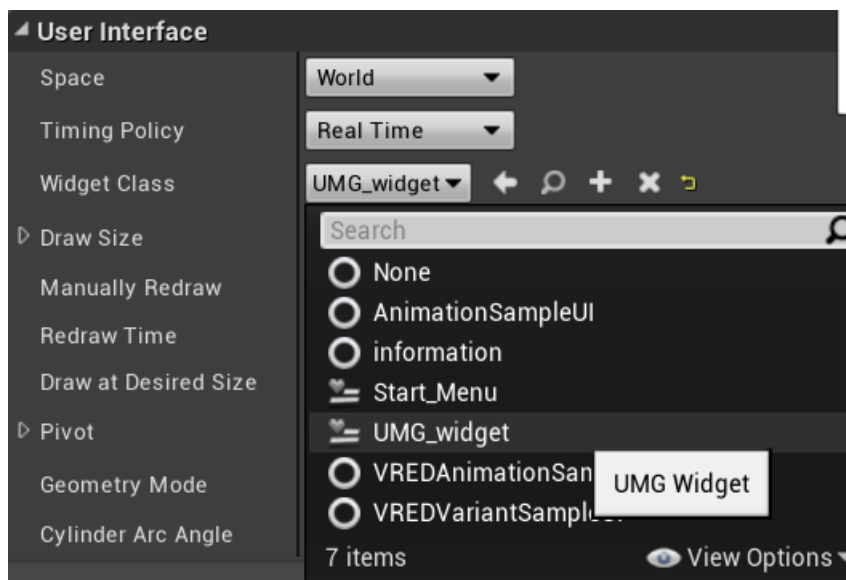 User Interface
Space World
Timing Policy Real Time
Widget Class UMG_widget
Draw Size Search
None
Manually Redraw
AnimationSampleUI
Redraw Time information
Draw at Desired Size Start_Menu
Pivot UMG_widget
VREDAnimationSan UMG Widget
Geometry Mode
VREDVariantSample
Cylinder Arc Angle 7 items View Options